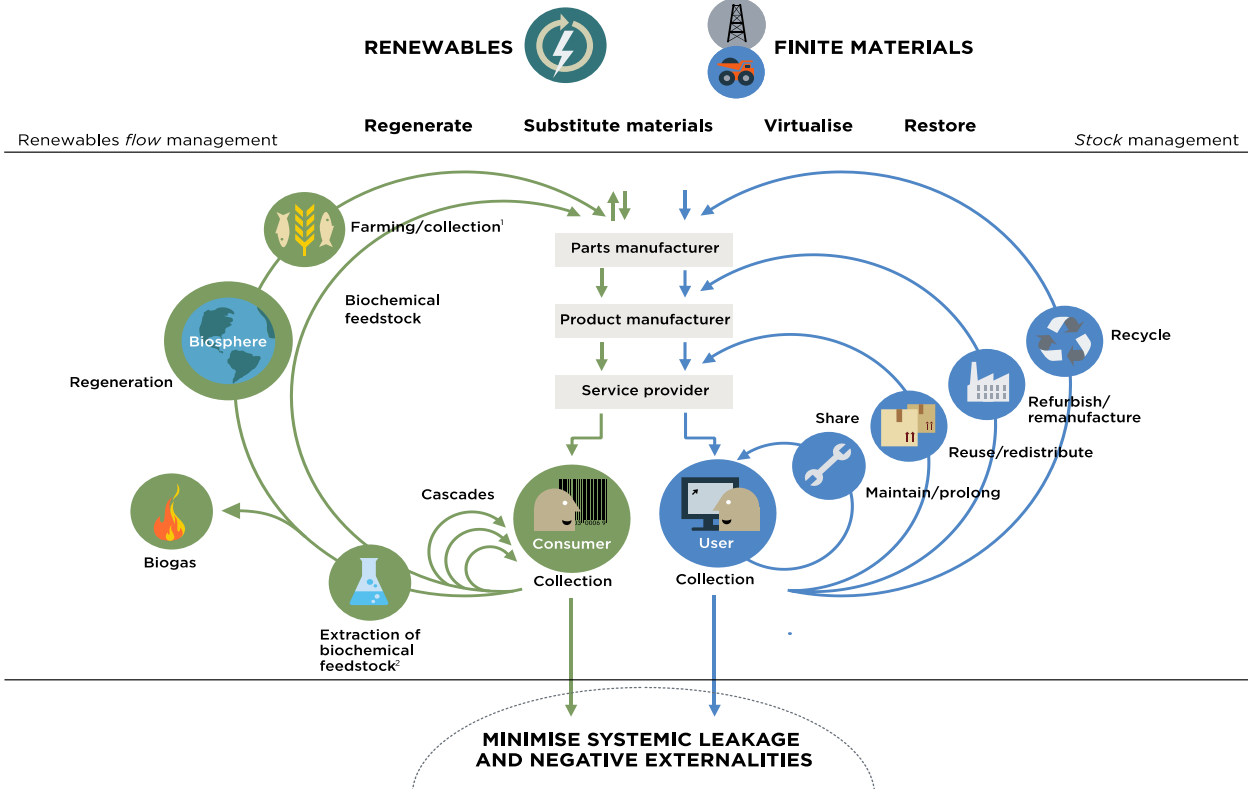 RENEWABLES
FINITE MATERIALS
Regenerate
Substitute materials
Virtualise
Restore
Renewables flow management
Stock management
Farming/collection¹
Parts manufacturer
Biochemical
feedstock
Product manufacturer
Biosphere
Recycle
Regeneration
Service provider
Refurbish/
remanufacture
Share
Reuse/redistribute
Maintain/prolong
Cascades
Consumer
User
Biogas
Collection
Collection
Extraction of
biochemical
feedstock²
MINIMISE SYSTEMIC LEAKAGE
AND NEGATIVE EXTERNALITIES